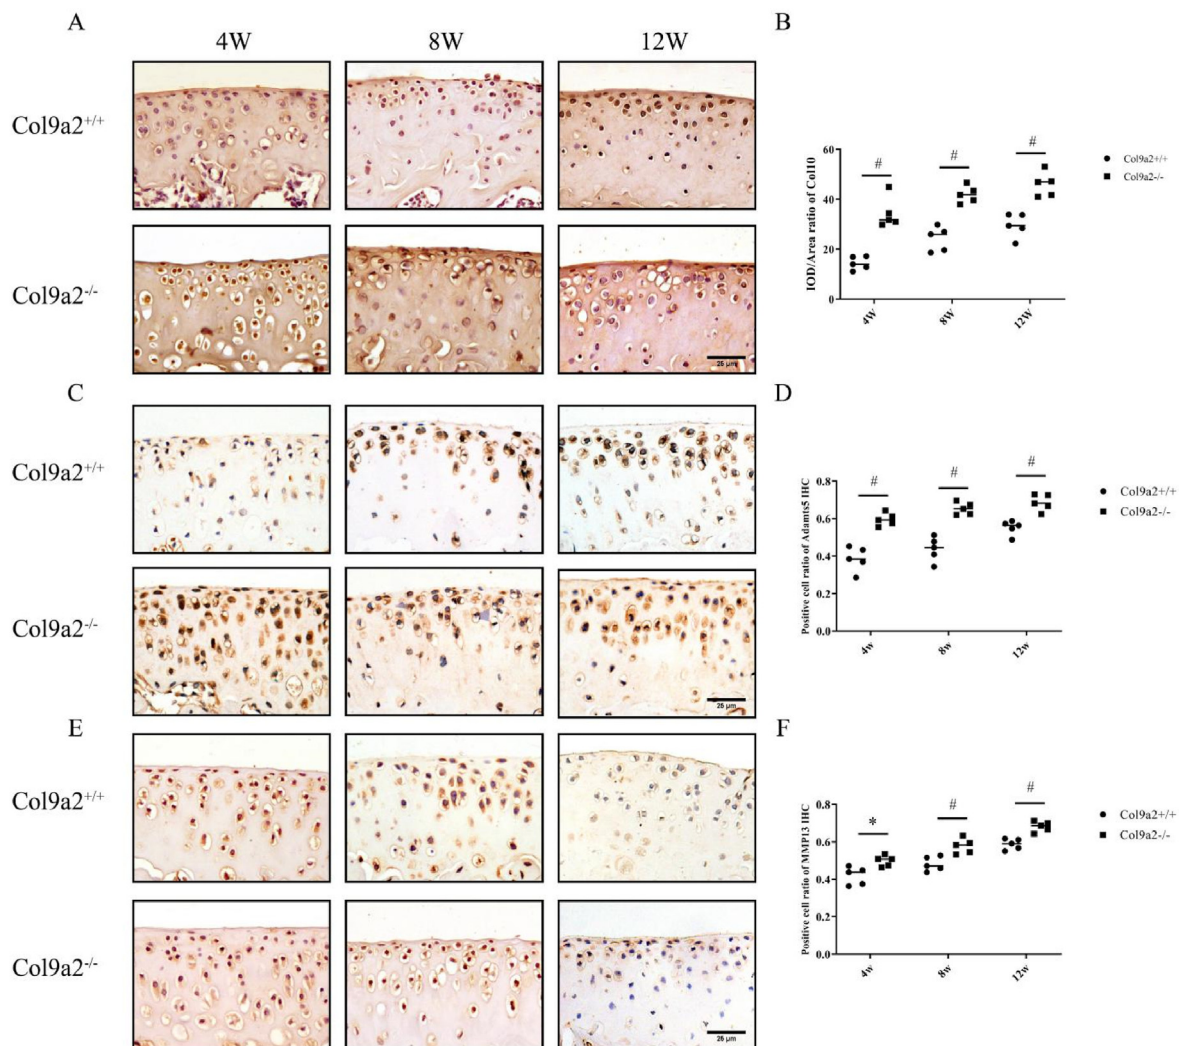 A
4W
8W
12W
B
Col9a2+/+
Col9a2-/-
25 μm
IOD/Area ratio of Col10
60
40
20
0
#
#
#
4W
8W
12W
Col9a2+/+
Col9a2-/-
C
Col9a2+/+
Col9a2-/-
25 μm
D
Positive cell ratio of Adamts5 IHC
0.8
0.6
0.4
0.2
0.0
#
#
#
4w
8w
12w
Col9a2+/+
Col9a2-/-
E
Col9a2+/+
Col9a2-/-
25 μm
F
Positive cell ratio of MMP13 IHC
0.8
0.6
0.4
0.2
0.0
*
#
#
4w
8w
12w
Col9a2+/+
Col9a2-/-